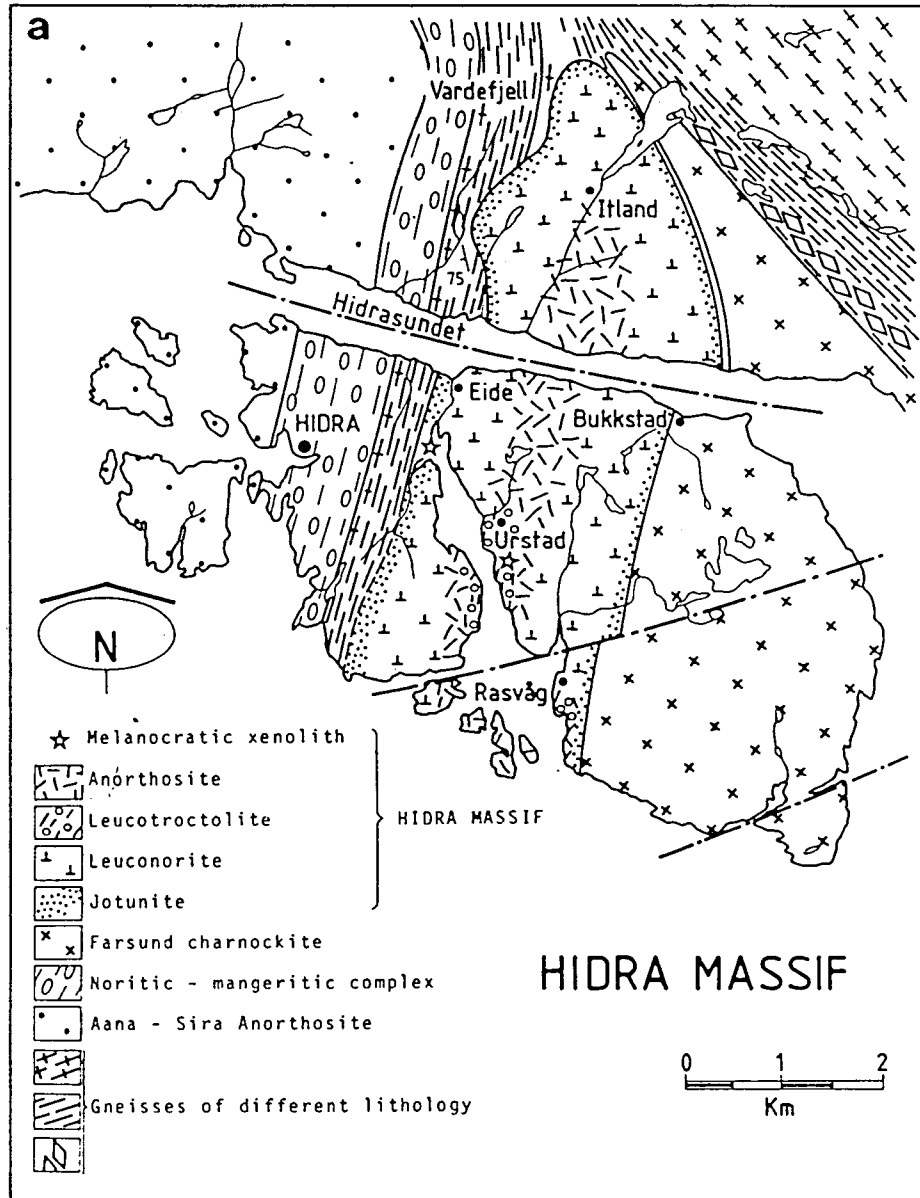 a
Vardefjell
Itland
75
Hidrasundet
Eide
Bukkstad
HIDRA
Urstad
N
Rasvåg
Melanocratic xenolith
Anorthosite
Leucotroctolite
HIDRA MASSIF
Leuconorite
Jotunite
Farsund charnockite
Noritic - mangeritic complex
Aana - Sira Anorthosite
Gneisses of different lithology
HIDRA MASSIF
0 1 2
Km